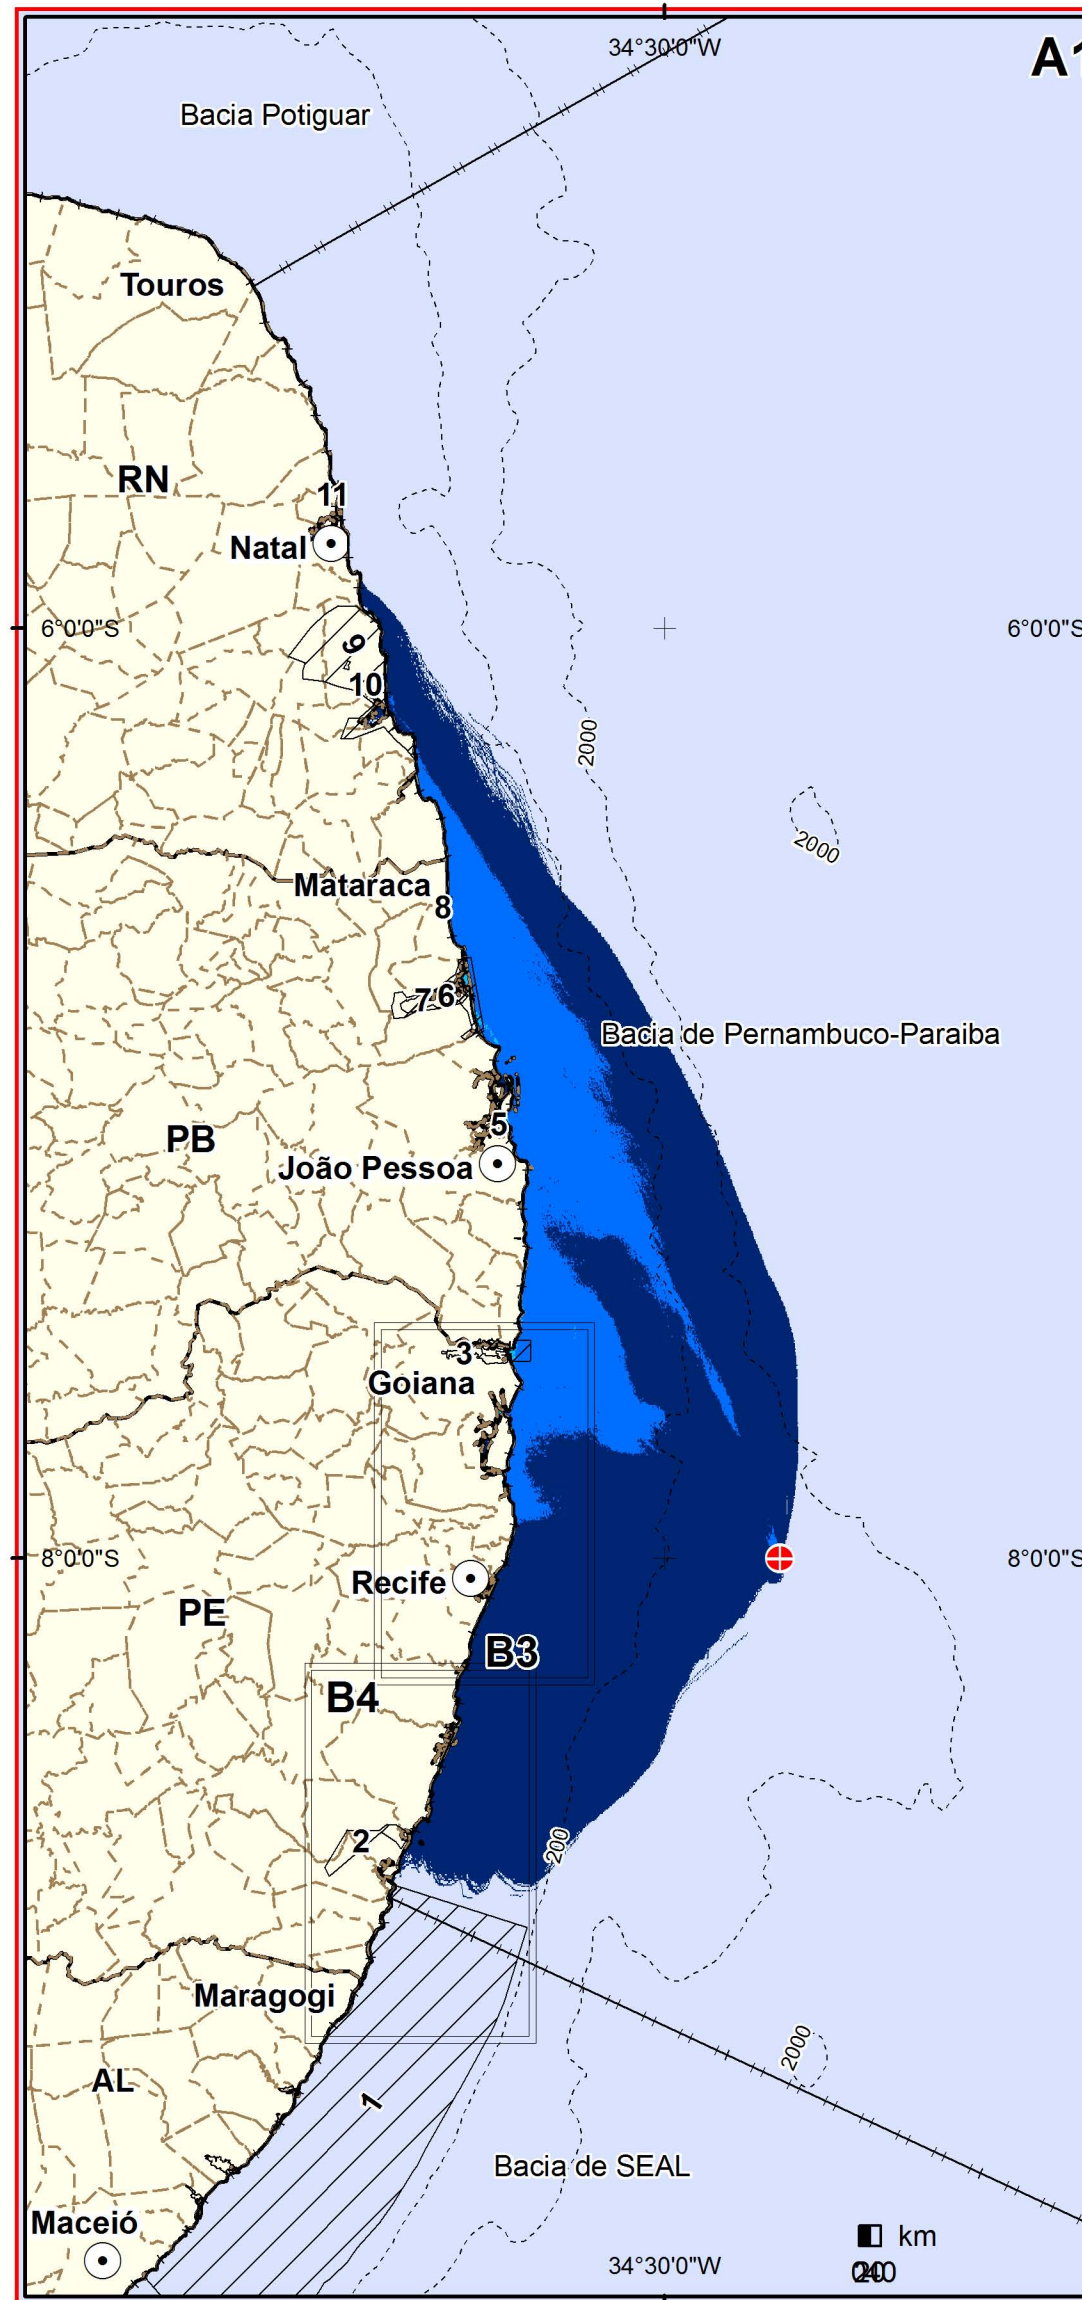 34°30'0"W
A1
Bacia Potiguar
Touros
RN
11
Natal
6°0'0"S
6°0'0"S
9
10
2000
2000
Mataraca
8
7
6
Bacia de Pernambuco-Paraiba
5
PB
João Pessoa
3
Goiana
8°0'0"S
8°0'0"S
Recife
PE
B3
B4
2
200
Maragogi
2000
AL
1
Bacia de SEAL
Maceió
km
34°30'0"W